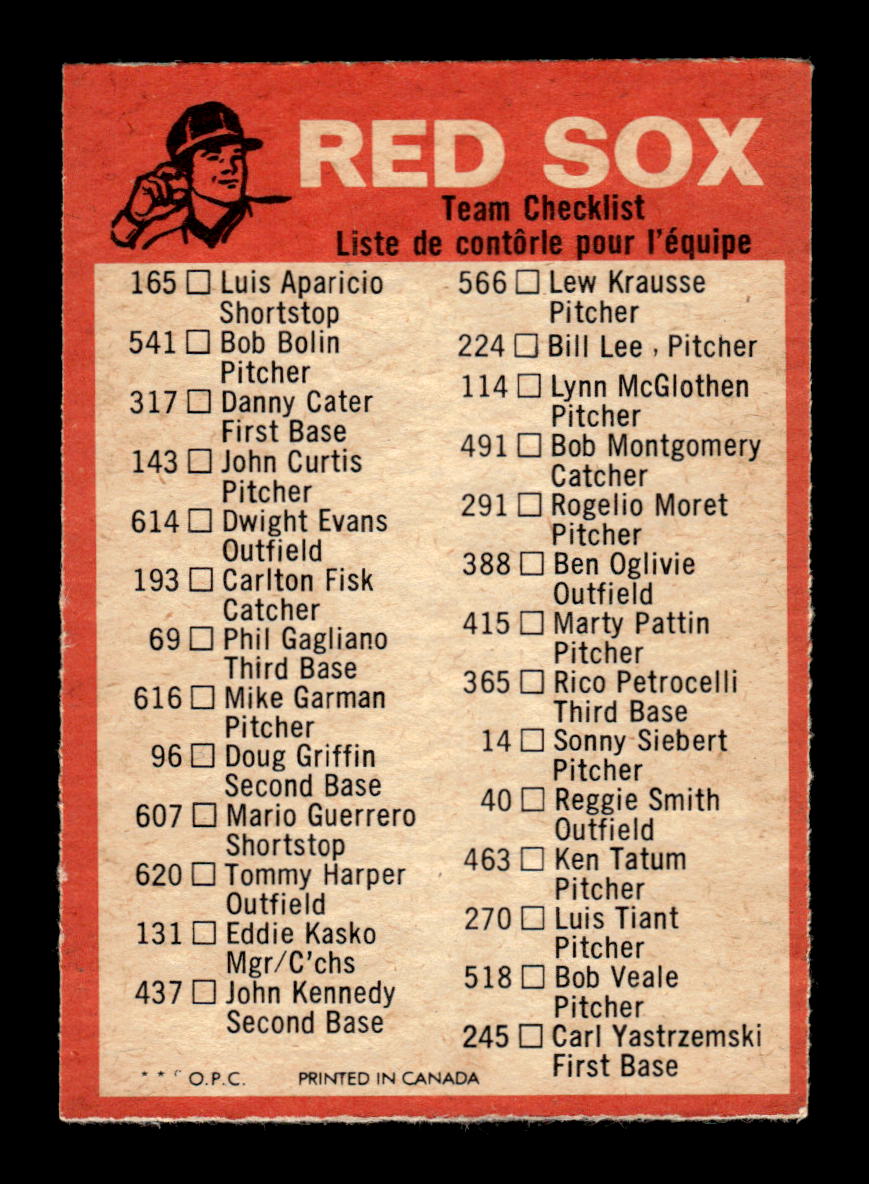 RED SOX
Team Checklist
Liste de contôrle pour l'équipe
165 Luis Aparicio
Shortstop
541 Bob Bolin
Pitcher
317 Danny Cater
First Base
143 John Curtis
Pitcher
614 Dwight Evans
Outfield
193 Carlton Fisk
Catcher
69 Phil Gagliano
Third Base
616 Mike Garman
Pitcher
96 Doug Griffin
Second Base
607 Mario Guerrero
Shortstop
620 Tommy Harper
Outfield
131 Eddie Kasko
Mgr/C'chs
437 John Kennedy
Second Base
566 Lew Krausse
Pitcher
224 Bill Lee, Pitcher
114 Lynn McGlothen
Pitcher
491 Bob Montgomery
Catcher
291 Rogelio Moret
Pitcher
388 Ben Oglivie
Outfield
415 Marty Pattin
Pitcher
365 Rico Petrocelli
Third Base
14 Sonny Siebert
Pitcher
40 Reggie Smith
Outfield
463 Ken Tatum
Pitcher
270 Luis Tiant
Pitcher
518 Bob Veale
Pitcher
245 Carl Yastrzemski
First Base
* * * O.P.C. PRINTED IN CANADA